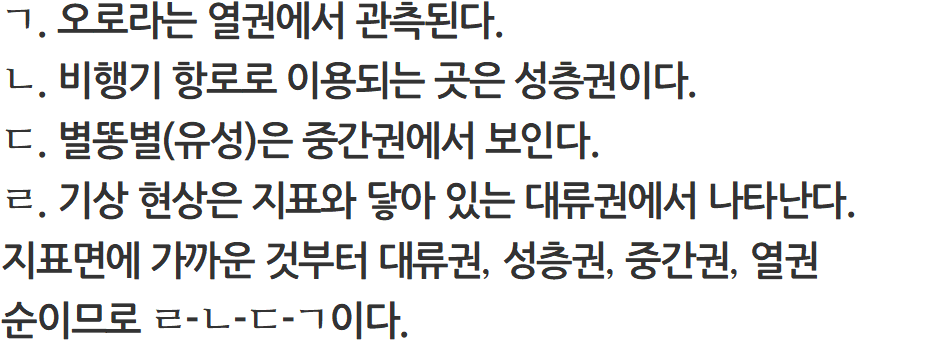 ㄱ. 오로라는 열권에서 관측된다.
ㄴ. 비행기 항로로 이용되는 곳은 성층권이다.
ㄷ. 별똥별(유성)은 중간권에서 보인다.
ㄹ. 기상 현상은 지표와 닿아 있는 대류권에서 나타난다.
지표면에 가까운 것부터 대류권, 성층권, 중간권, 열권
순이므로 ㄹ-ㄴ-ㄷ-ㄱ이다.